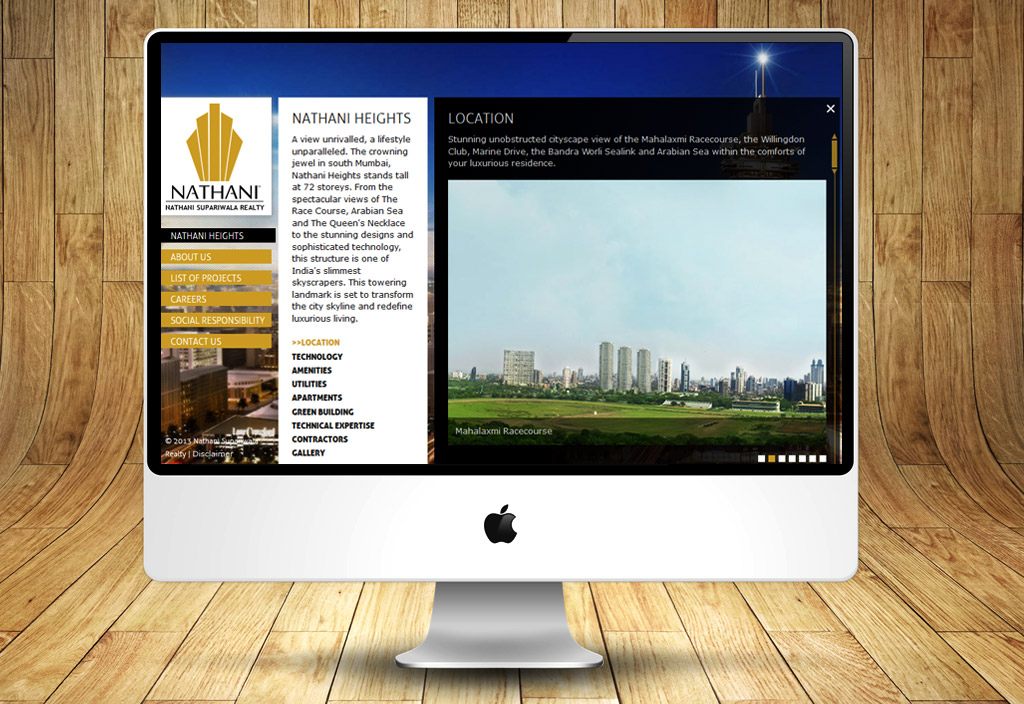 NATHANI
NATHANI SUPARIWALA REALTY
NATHANI HEIGHTS
ABOUT US
LIST OF PROJECTS
CAREERS
SOCIAL RESPONSIBILITY
CONTACT US
© 2013 Nathani Supariwala
Realty | Disclaimer
NATHANI HEIGHTS
A view unrivalled, a lifestyle
unparalleled. The crowning
jewel in south Mumbai,
Nathani Heights stands tall
at 72 storeys. From the
spectacular views of The
Race Course, Arabian Sea
and The Queen's Necklace
to the stunning designs and
sophisticated technology,
this structure is one of
India's slimmest
skyscrapers. This towering
landmark is set to transform
the city skyline and redefine
luxurious living.
>>LOCATION
TECHNOLOGY
AMENITIES
UTILITIES
APARTMENTS
GREEN BUILDING
TECHNICAL EXPERTISE
CONTRACTORS
GALLERY
LOCATION
Stunning unobstructed cityscape view of the Mahalaxmi Racecourse, the Willingdon
Club, Marine Drive, the Bandra Worli Sealink and Arabian Sea within the comforts of
your luxurious residence.
Mahalaxmi Racecourse